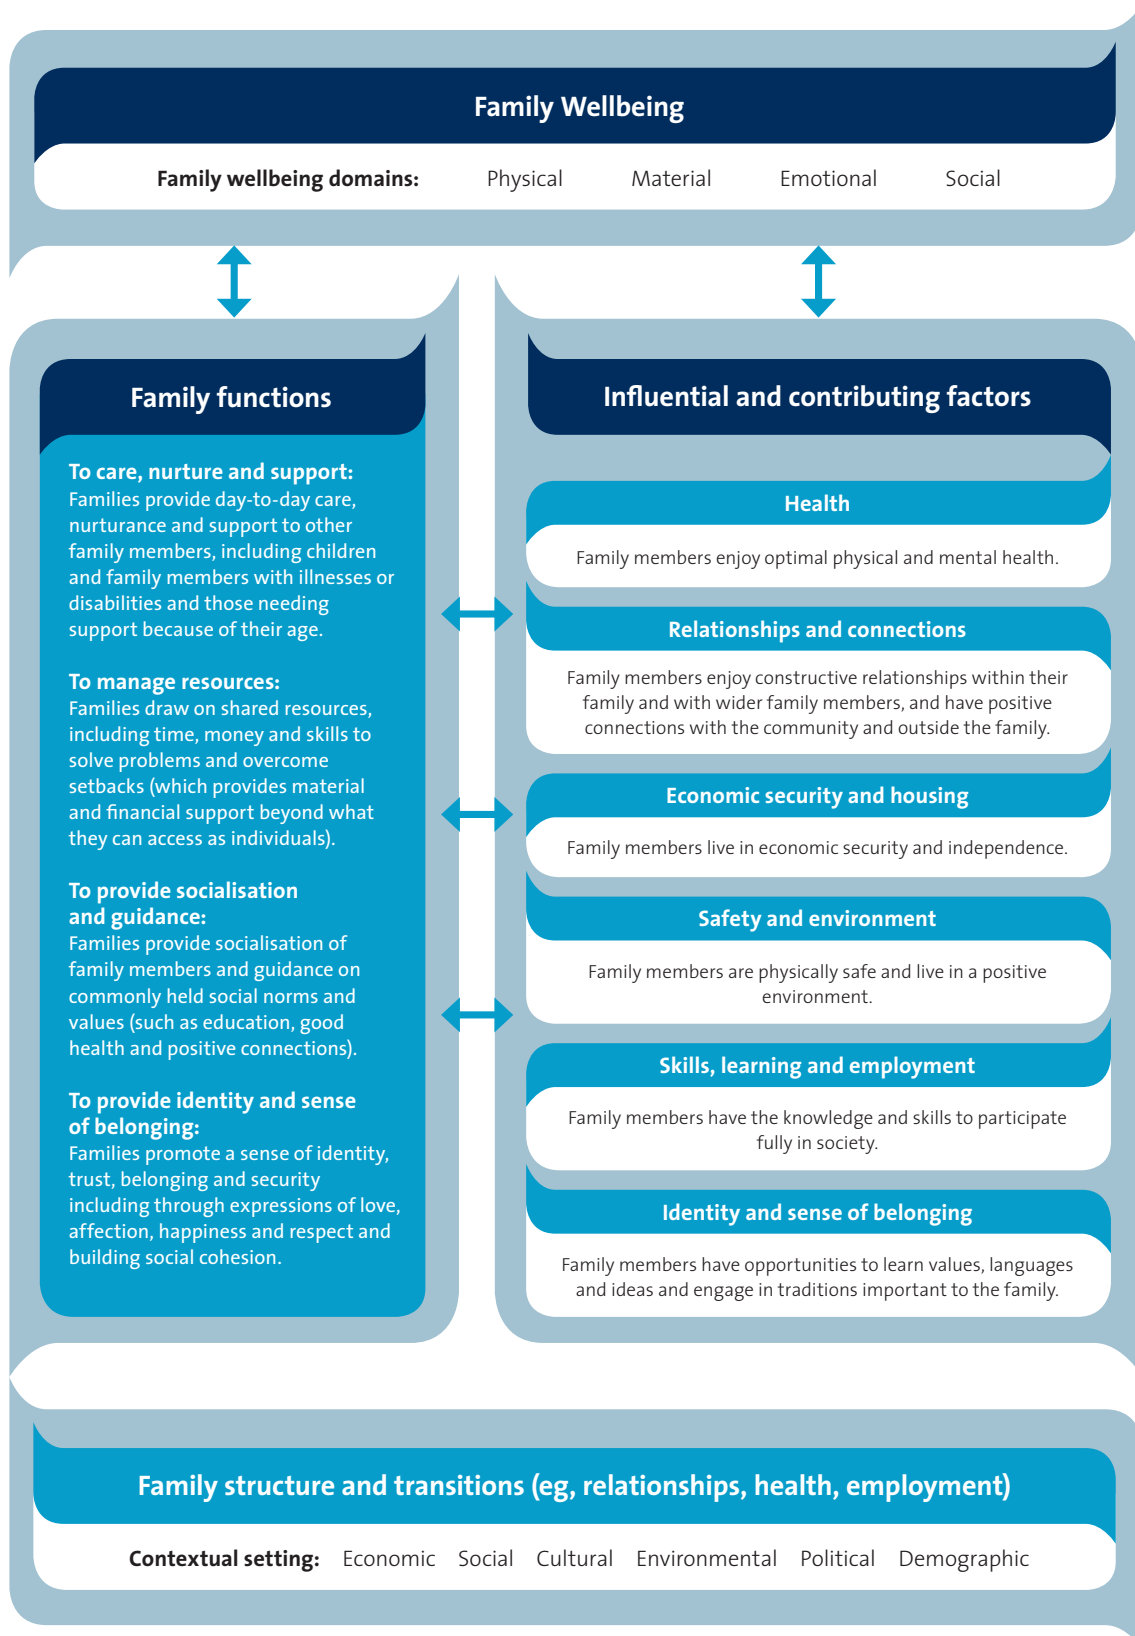 Family Wellbeing
Family wellbeing domains: Physical Material Emotional Social
Family functions
To care, nurture and support:
Families provide day-to-day care,
nurturance and support to other
family members, including children
and family members with illnesses or
disabilities and those needing
support because of their age.
To manage resources:
Families draw on shared resources,
including time, money and skills to
solve problems and overcome
setbacks (which provides material
and financial support beyond what
they can access as individuals).
To provide socialisation
and guidance:
Families provide socialisation of
family members and guidance on
commonly held social norms and
values (such as education, good
health and positive connections).
To provide identity and sense
of belonging:
Families promote a sense of identity,
trust, belonging and security
including through expressions of love,
affection, happiness and respect and
building social cohesion.
Influential and contributing factors
Health
Family members enjoy optimal physical and mental health.
Relationships and connections
Family members enjoy constructive relationships within their
family and with wider family members, and have positive
connections with the community and outside the family.
Economic security and housing
Family members live in economic security and independence.
Safety and environment
Family members are physically safe and live in a positive
environment.
Skills, learning and employment
Family members have the knowledge and skills to participate
fully in society.
Identity and sense of belonging
Family members have opportunities to learn values, languages
and ideas and engage in traditions important to the family.
Family structure and transitions (eg, relationships, health, employment)
Contextual setting: Economic Social Cultural Environmental Political Demographic